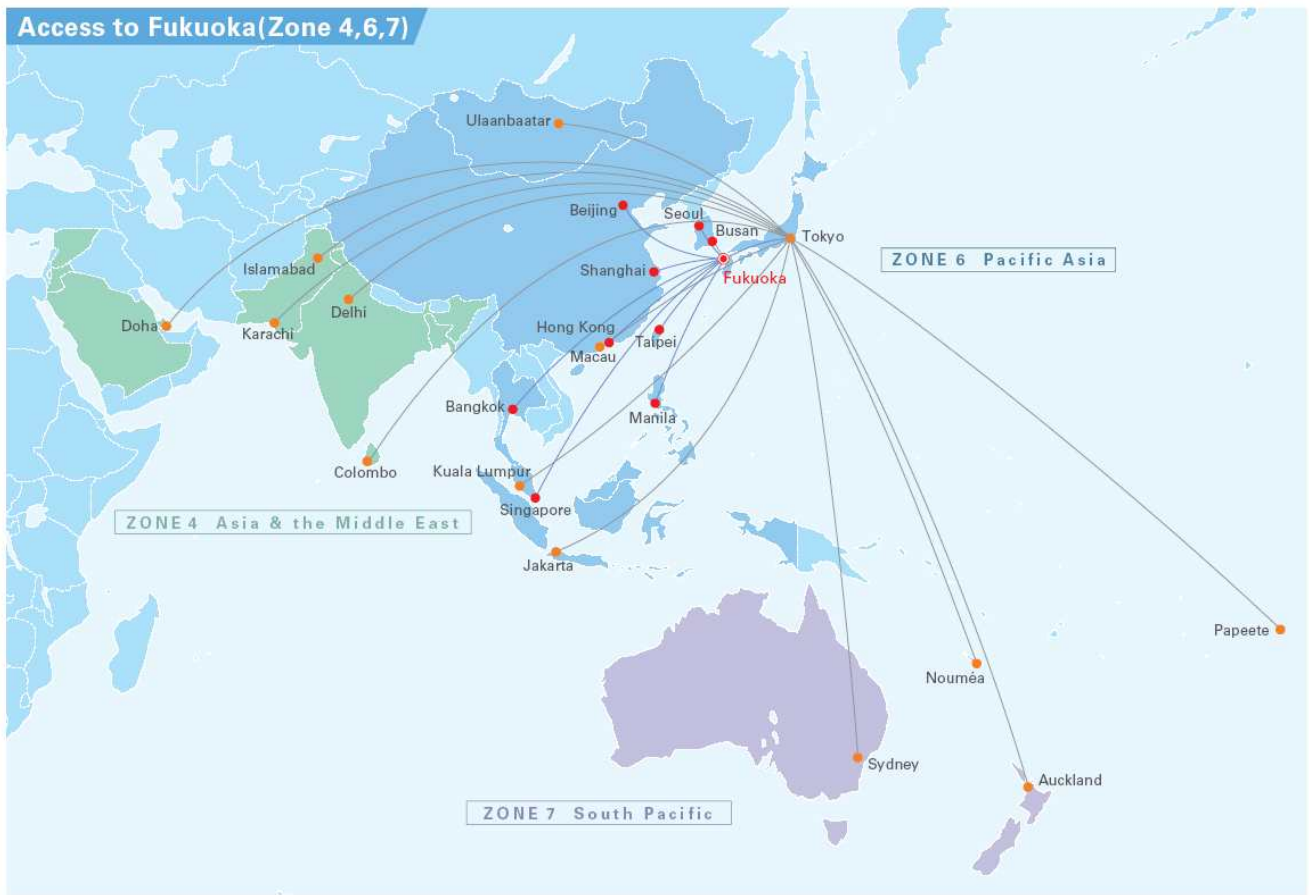 Access to Fukuoka(Zone 4,6,7)
Ulaanbaatar
Beijing
Seoul
Busan
Tokyo
Islamabad
Shanghai
Fukuoka
ZONE 6 Pacific Asia
Doha
Karachi
Delhi
Hong Kong
Macau
Taipei
Bangkok
Manila
Colombo
Kuala Lumpur
Singapore
ZONE 4 Asia & the Middle East
Jakarta
Papeete
Nouméa
Sydney
Auckland
ZONE 7 South Pacific